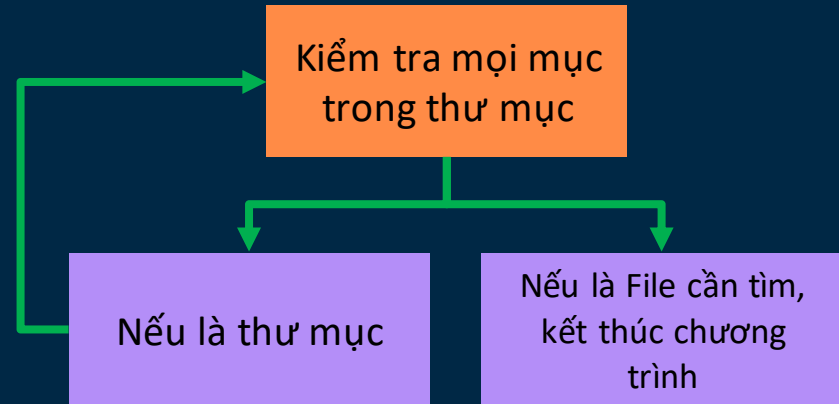 Kiểm tra mọi mục
trong thư mục
Nếu là thư mục
Nếu là File cần tìm,
kết thúc chương
trình